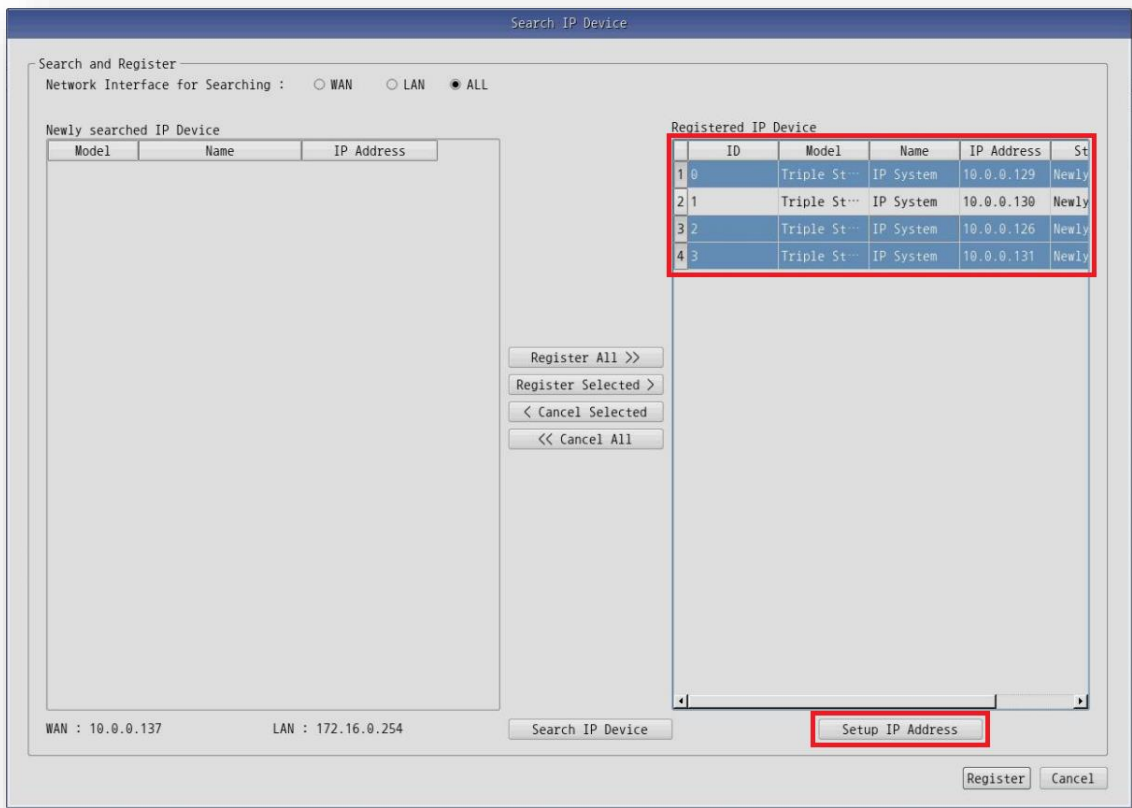 Search IP Device
Search and Register
Network Interface for Searching : WAN LAN ALL
Newly searched IP Device
Model Name IP Address
Registered IP Device
ID Model Name IP Address St
1 0 Triple St… IP System 10.0.0.129 Newly
2 1 Triple St… IP System 10.0.0.130 Newly
3 2 Triple St… IP System 10.0.0.126 Newly
4 3 Triple St… IP System 10.0.0.131 Newly
Register All >>
Register Selected >
< Cancel Selected
<< Cancel All
WAN : 10.0.0.137 LAN : 172.16.0.254
Search IP Device
Setup IP Address
Register Cancel